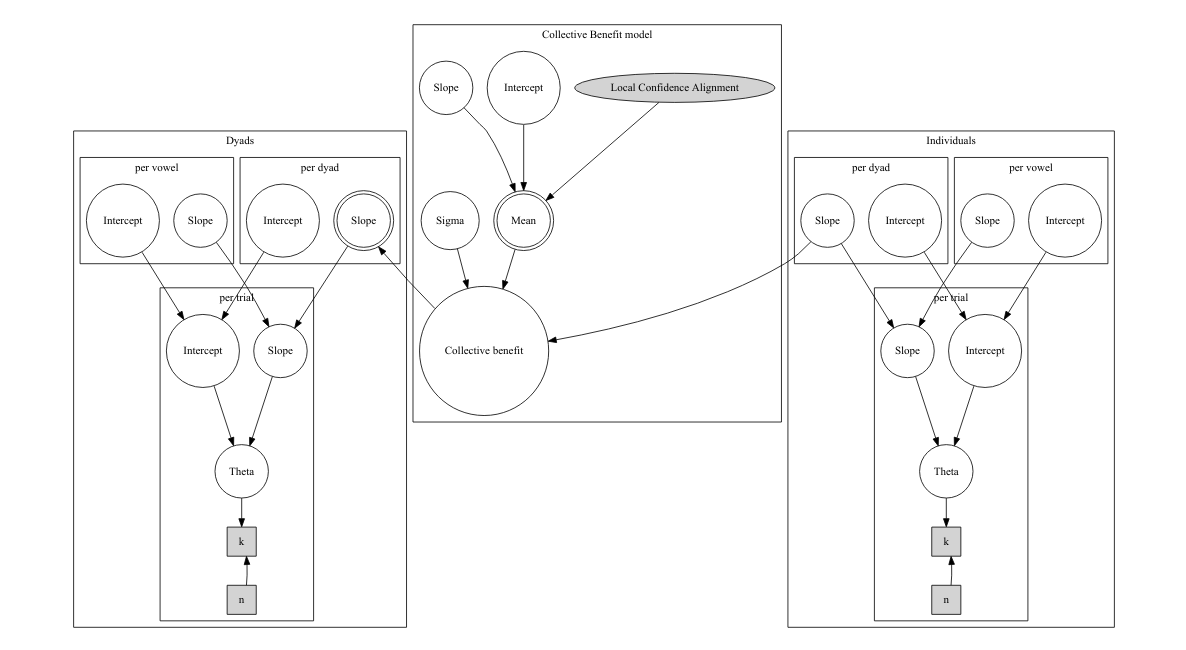 Collective Benefit model
Slope
Intercept
Local Confidence Alignment
Sigma
Mean
Collective benefit
Dyads
per vowel
Intercept
Slope
per dyad
Intercept
Slope
per trial
Intercept
Slope
Theta
k
n
Individuals
per dyad
Slope
Intercept
per vowel
Slope
Intercept
per trial
Slope
Intercept
Theta
k
n